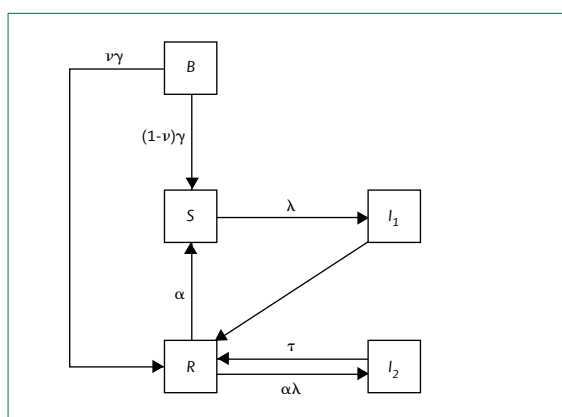 νγ
B
(1-ν)γ
S
λ
I₁
α
R
τ
αλ
I₂